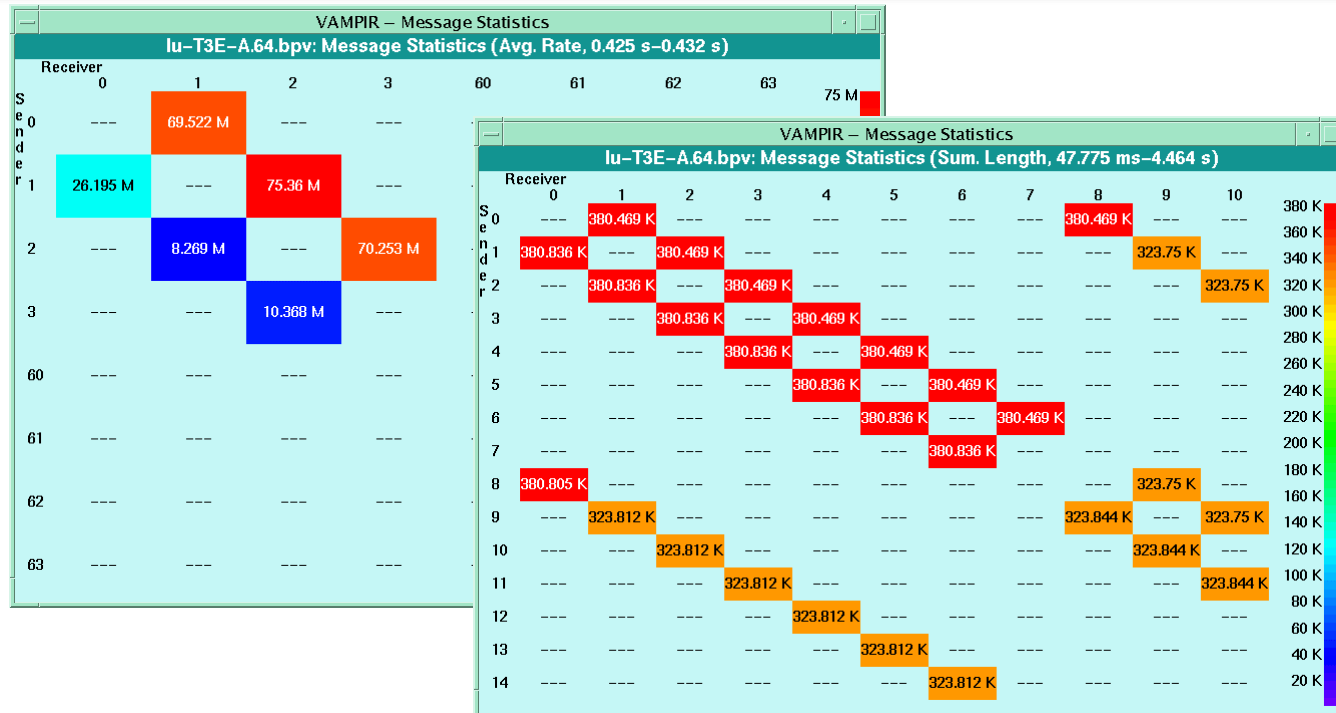 VAMPIR – Message Statistics
lu–T3E–A.64.bpv: Message Statistics (Avg. Rate, 0.425 s–0.432 s)
Receiver
0 1 2 3 60 61 62 63
75 M
Sender
0 ––– 69.522 M ––– –––
1 26.195 M ––– 75.36 M –––
2 ––– 8.269 M ––– 70.253 M
3 ––– ––– 10.368 M –––
60 ––– ––– ––– –––
61 ––– ––– ––– –––
62 ––– ––– ––– –––
63 ––– ––– ––– –––
VAMPIR – Message Statistics
lu–T3E–A.64.bpv: Message Statistics (Sum. Length, 47.775 ms–4.464 s)
Receiver
0 1 2 3 4 5 6 7 8 9 10
Sender
0 ––– 380.469 K ––– ––– ––– ––– ––– ––– 380.469 K ––– –––
1 380.836 K ––– 380.469 K ––– ––– ––– ––– ––– ––– 323.75 K –––
2 ––– 380.836 K ––– 380.469 K ––– ––– ––– ––– ––– ––– 323.75 K
3 ––– ––– 380.836 K ––– 380.469 K ––– ––– ––– ––– ––– –––
4 ––– ––– ––– 380.836 K ––– 380.469 K ––– ––– ––– ––– –––
5 ––– ––– ––– ––– 380.836 K ––– 380.469 K ––– ––– ––– –––
6 ––– ––– ––– ––– ––– 380.836 K ––– 380.469 K ––– ––– –––
7 ––– ––– ––– ––– ––– ––– 380.836 K ––– ––– ––– –––
8 380.805 K ––– ––– ––– ––– ––– ––– ––– ––– 323.75 K –––
9 ––– 323.812 K ––– ––– ––– ––– ––– ––– 323.844 K ––– 323.75 K
10 ––– ––– 323.812 K ––– ––– ––– ––– ––– ––– 323.844 K –––
11 ––– ––– ––– 323.812 K ––– ––– ––– ––– ––– ––– 323.844 K
12 ––– ––– ––– ––– 323.812 K ––– ––– ––– ––– ––– –––
13 ––– ––– ––– ––– ––– 323.812 K ––– ––– ––– ––– –––
14 ––– ––– ––– ––– ––– ––– 323.812 K ––– ––– ––– –––
380 K
360 K
340 K
320 K
300 K
280 K
260 K
240 K
220 K
200 K
180 K
160 K
140 K
120 K
100 K
80 K
60 K
40 K
20 K